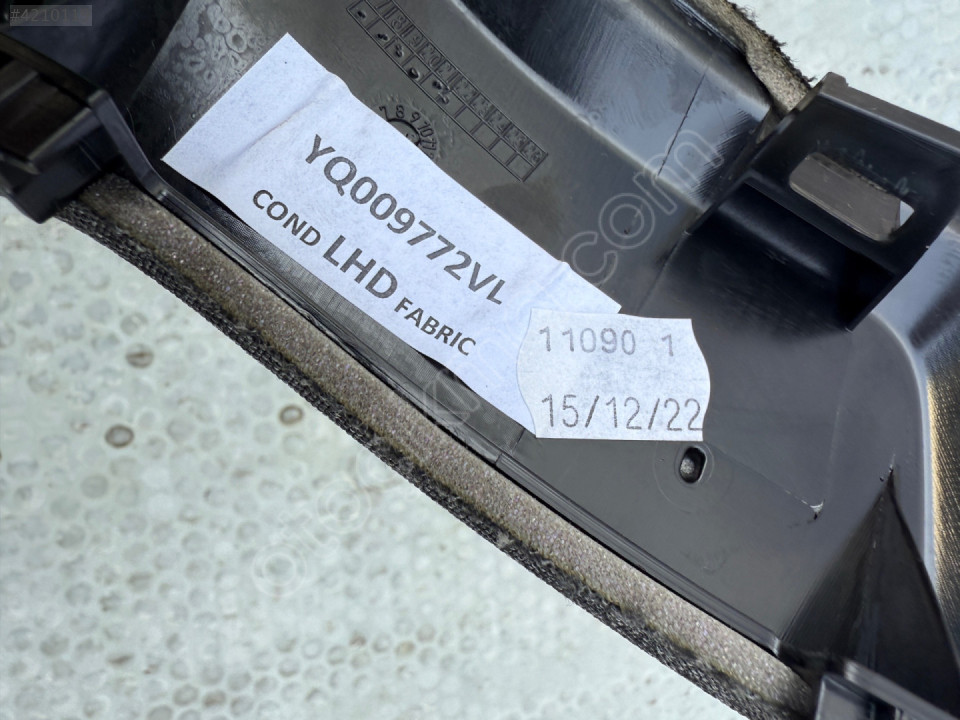 YQ009772VL
COND LHD FABRIC
11090 1
15/12/22